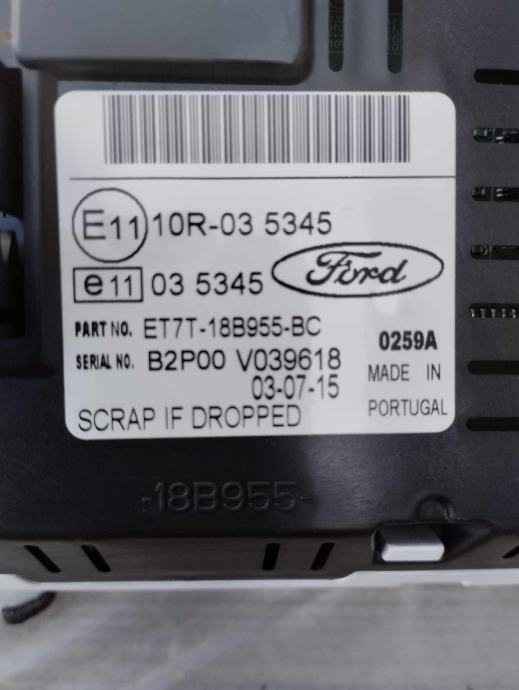 E11 10R-03 5345
e11 03 5345 Ford
PART NO. ET7T-18B955-BC
SERIAL NO. B2P00 V039618
0259A
03-07-15
MADE IN
PORTUGAL
SCRAP IF DROPPED
-18B955-